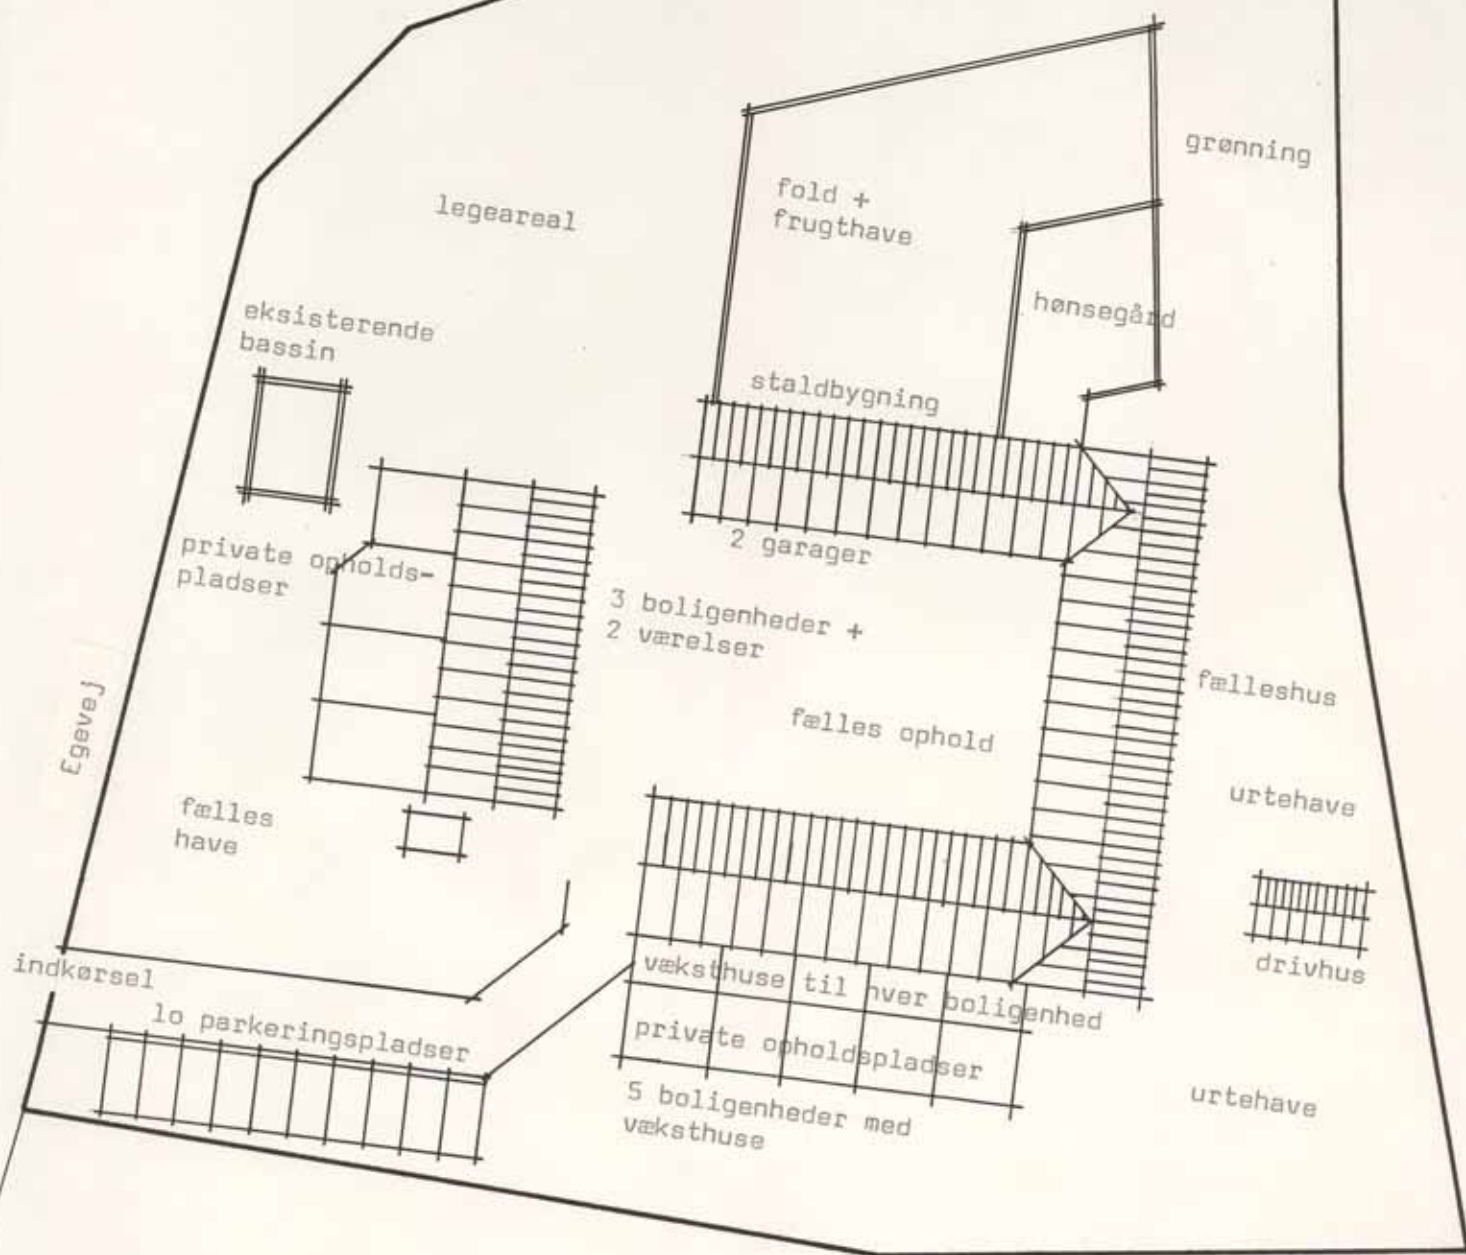 grønning
fold +
frugthave
legeareal
hønsegård
eksisterende
bassin
staldbygning
2 garager
private opholds-
pladser
3 boligenheder +
2 værelser
fælleshus
Egevej
fælles ophold
urtehave
fælles
have
drivhus
indkørsel
væksthuse til hver boligenhed
lo parkeringspladser
private opholdspladser
5 boligenheder med
væksthuse
urtehave